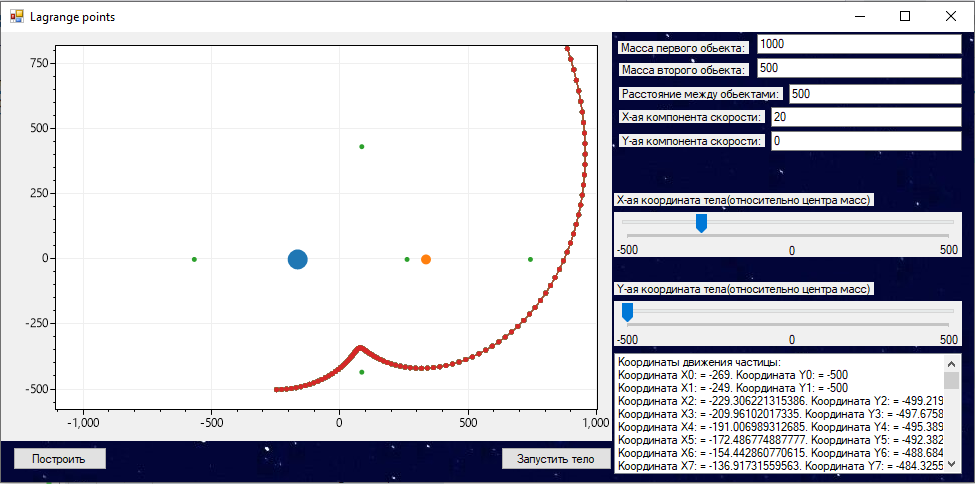 Lagrange points
Масса первого обьекта:
1000
Масса второго обьекта:
500
Расстояние между обьектами:
500
Х-ая компонента скорости:
20
Y-ая компонента скорости:
0
750
500
250
0
-250
-500
-1,000
-500
0
500
1,000
Х-ая координата тела(относительно центра масс)
-500
0
500
Y-ая координата тела(относительно центра масс)
-500
0
500
Координаты движения частицы:
Координата X0: = -269. Координата Y0: = -500
Координата X1: = -249. Координата Y1: = -500
Координата X2: = -229.306221315386. Координата Y2: = -499.219
Координата X3: = -209.96102017335. Координата Y3: = -497.6758
Координата X4: = -191.006989312685. Координата Y4: = -495.389
Координата X5: = -172.486774887777. Координата Y5: = -492.382
Координата X6: = -154.442860770615. Координата Y6: = -488.684
Координата X7: = -136.91731559563. Координата Y7: = -484.3255
Построить
Запустить тело